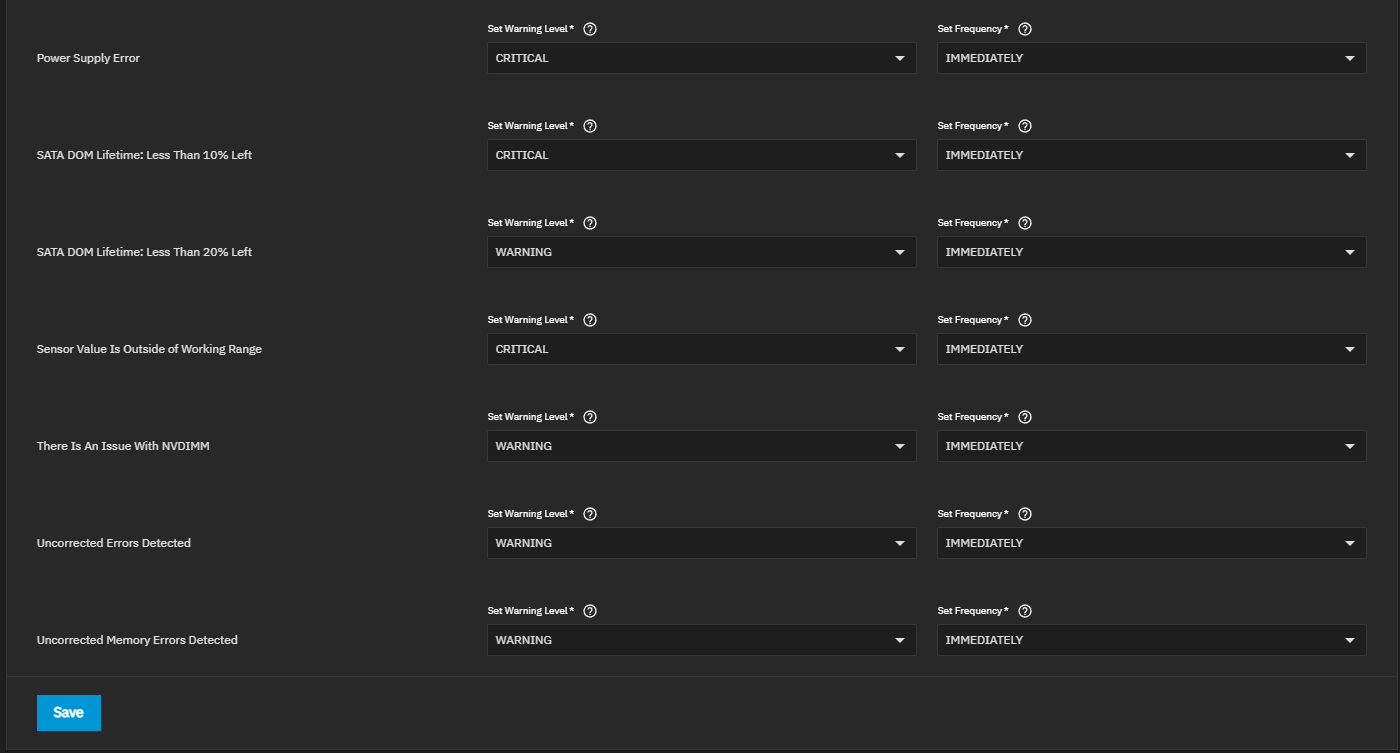 Set Warning Level * Set Frequency *
Power Supply Error CRITICAL IMMEDIATELY
Set Warning Level * Set Frequency *
SATA DOM Lifetime: Less Than 10% Left CRITICAL IMMEDIATELY
Set Warning Level * Set Frequency *
SATA DOM Lifetime: Less Than 20% Left WARNING IMMEDIATELY
Set Warning Level * Set Frequency *
Sensor Value Is Outside of Working Range CRITICAL IMMEDIATELY
Set Warning Level * Set Frequency *
There Is An Issue With NVDIMM WARNING IMMEDIATELY
Set Warning Level * Set Frequency *
Uncorrected Errors Detected WARNING IMMEDIATELY
Set Warning Level * Set Frequency *
Uncorrected Memory Errors Detected WARNING IMMEDIATELY
Save